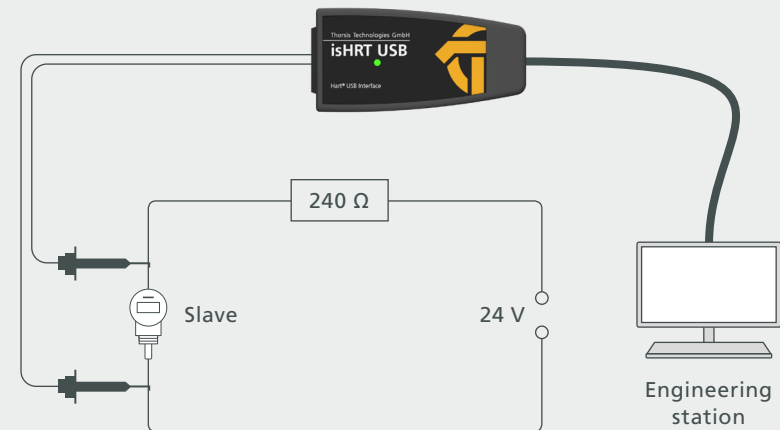 Thorsis Technologies GmbH
isHRT USB
Hart® USB Interface
240 Ω
Slave
24 V
Engineering
station